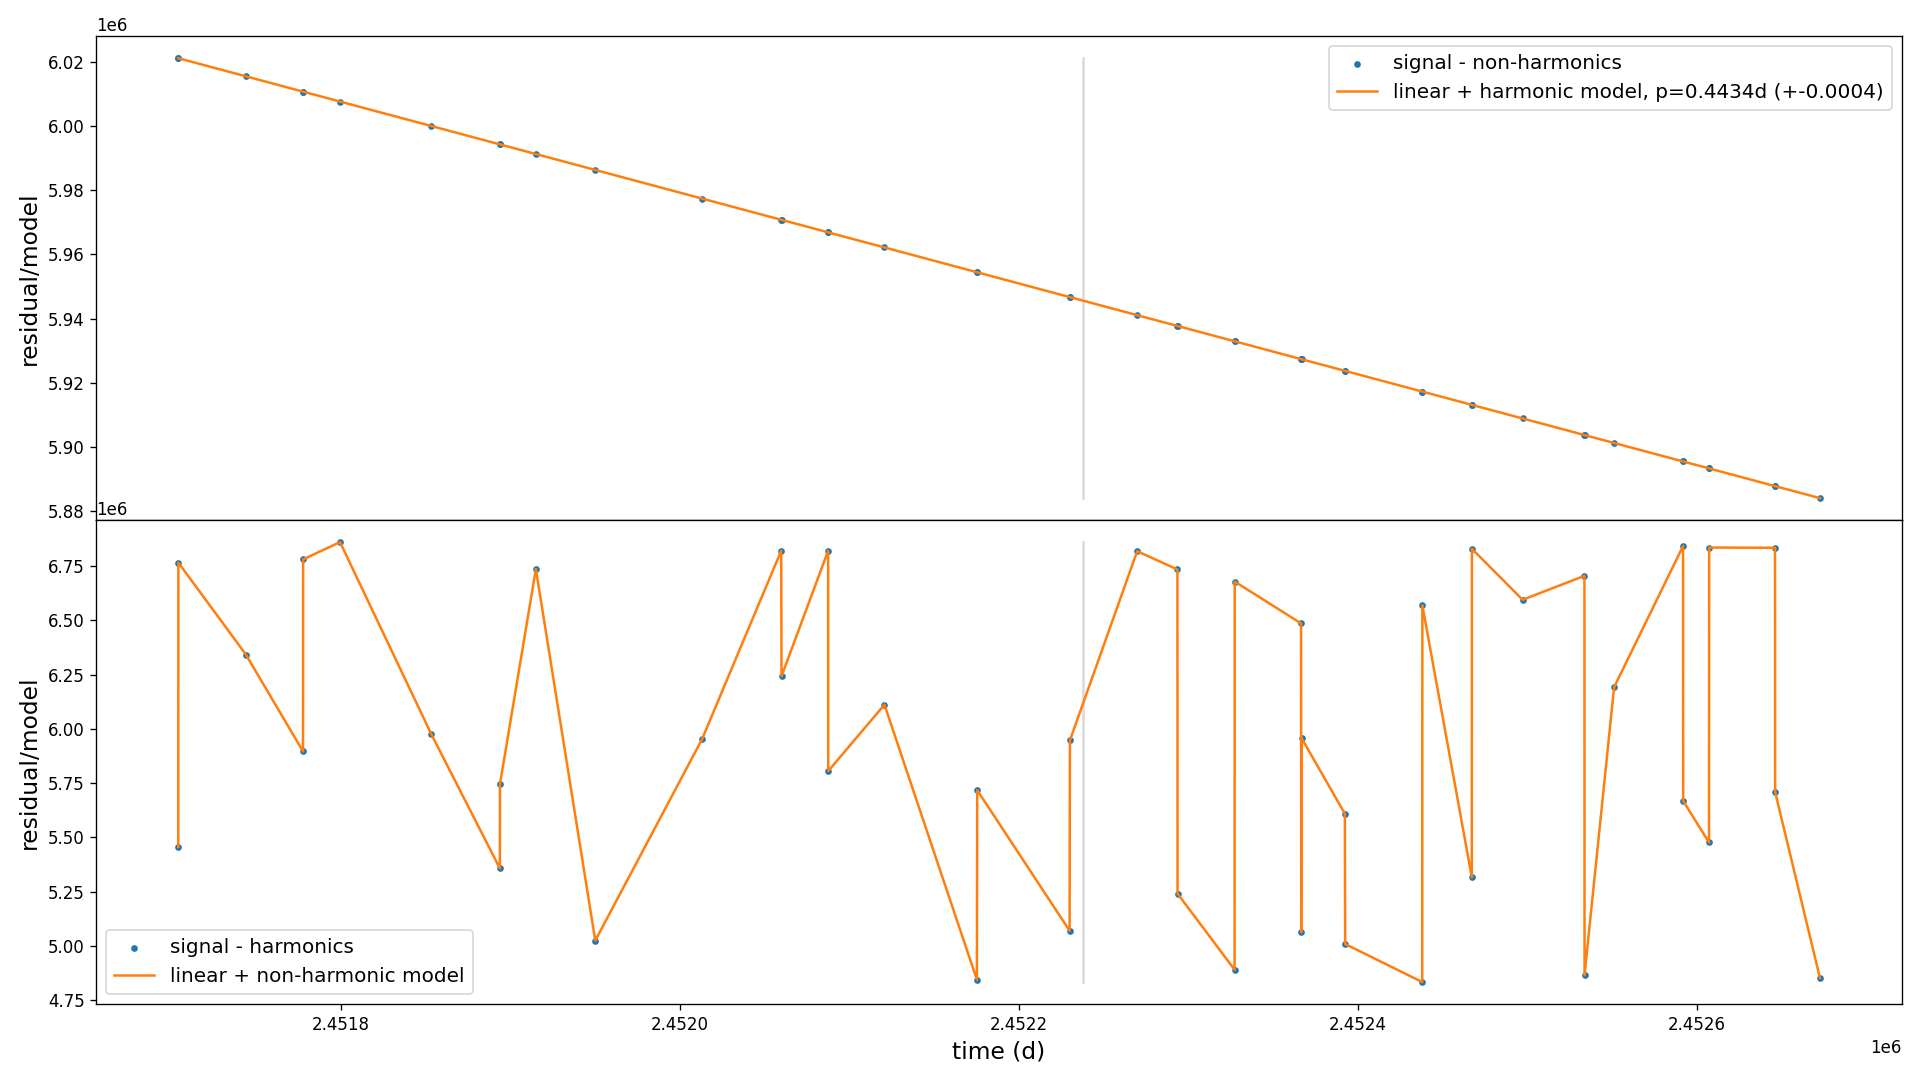 1e6
6.02
6.00
5.98
5.96
5.94
5.92
5.90
5.88
residual/model
signal - non-harmonics
linear + harmonic model, p=0.4434d (+-0.0004)
1e6
6.75
6.50
6.25
6.00
5.75
5.50
5.25
5.00
4.75
residual/model
signal - harmonics
linear + non-harmonic model
2.4518
2.4520
2.4522
2.4524
2.4526
1e6
time (d)